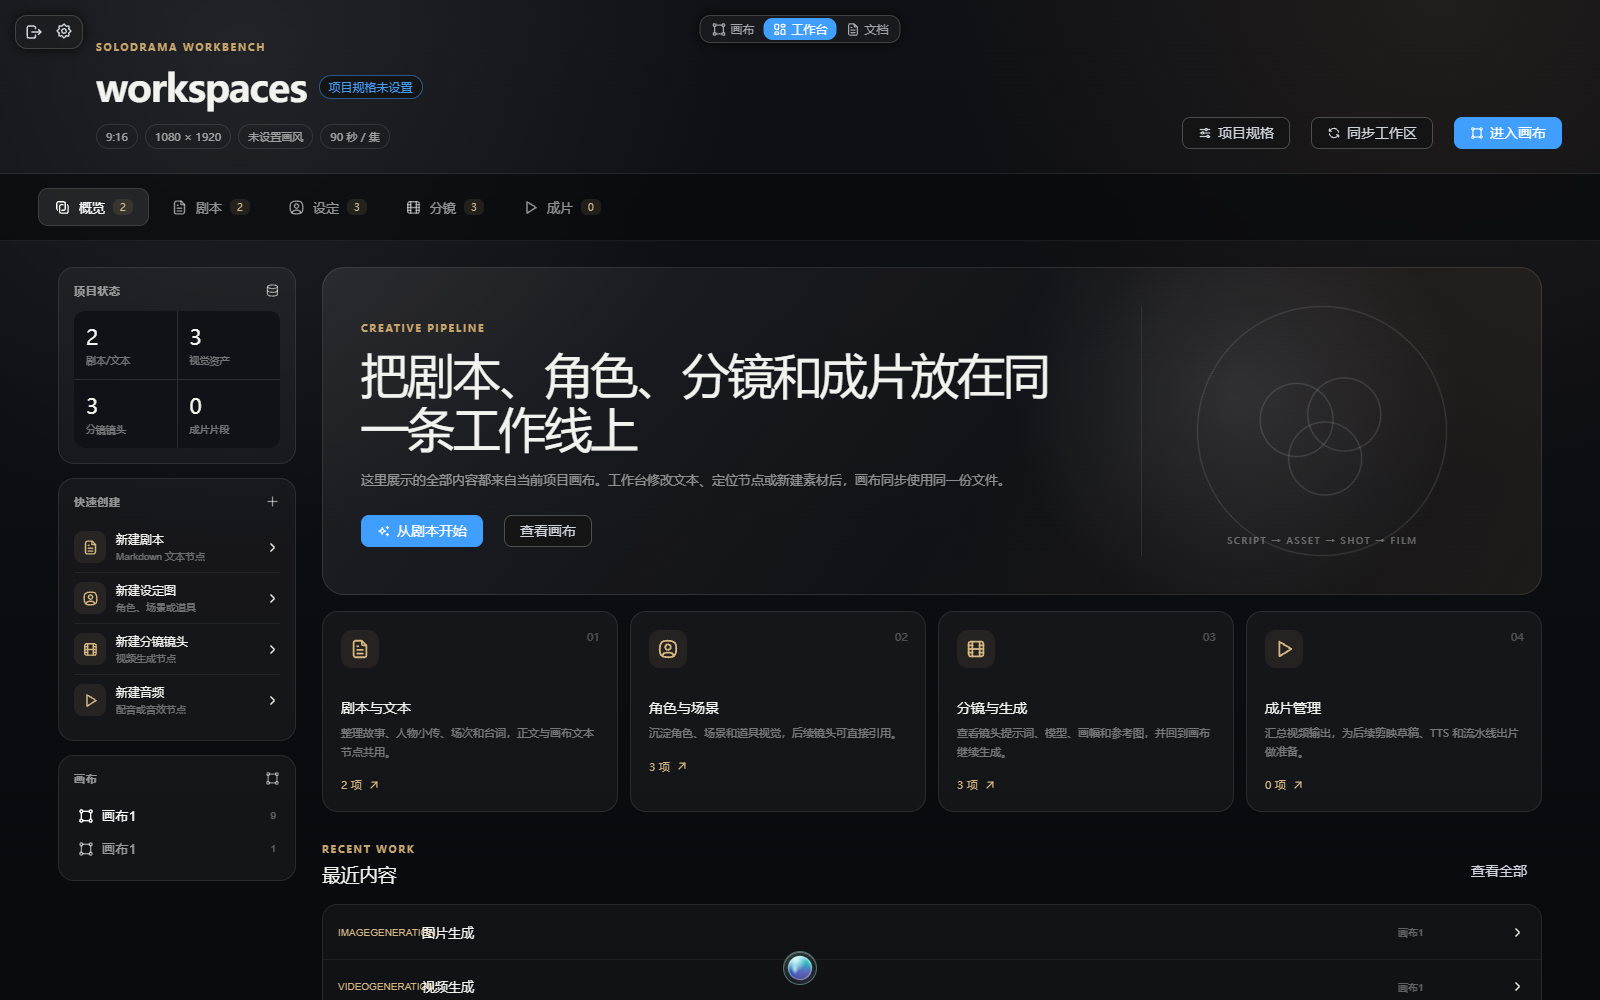 画布
工作台
文档
SOLODRAMA WORKBENCH
workspaces
项目规格未设置
9:16
1080 × 1920
未设置画风
90 秒 / 集
项目规格
同步工作区
进入画布
概览 2
剧本 2
设定 3
分镜 3
成片 0
项目状态
2
剧本/文本
3
视觉资产
3
分镜镜头
0
成片片段
快速创建
新建剧本
Markdown 文本节点
新建设定图
角色、场景或道具
新建分镜镜头
视频生成节点
新建音频
配音或音效节点
画布
画布1 9
画布1 1
CREATIVE PIPELINE
把剧本、角色、分镜和成片放在同
一条工作线上
这里展示的全部内容都来自当前项目画布。工作台修改文本、定位节点或新建素材后，画布同步使用同一份文件。
从剧本开始
查看画布
SCRIPT → ASSET → SHOT → FILM
01
剧本与文本
整理故事、人物小传、场次和台词，正文与画布文本
节点共用。
2 项
02
角色与场景
沉淀角色、场景和道具视觉，后续镜头可直接引用。
3 项
03
分镜与生成
查看镜头提示词、模型、画幅和参考图，并回到画布
继续生成。
3 项
04
成片管理
汇总视频输出，为后续剪映草稿、TTS 和流水线出片
做准备。
0 项
RECENT WORK
最近内容
查看全部
IMAGEGENERATI 图片生成 画布1
VIDEOGENERATI 视频生成 画布1